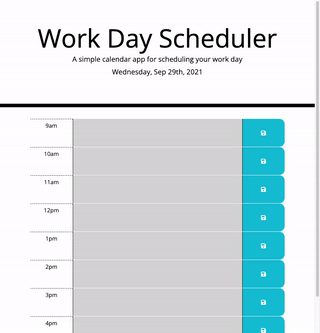 Work Day Scheduler
A simple calendar app for scheduling your work day
Wednesday, Sep 29th, 2021
9am
10am
11am
12pm
1pm
2pm
3pm
4pm